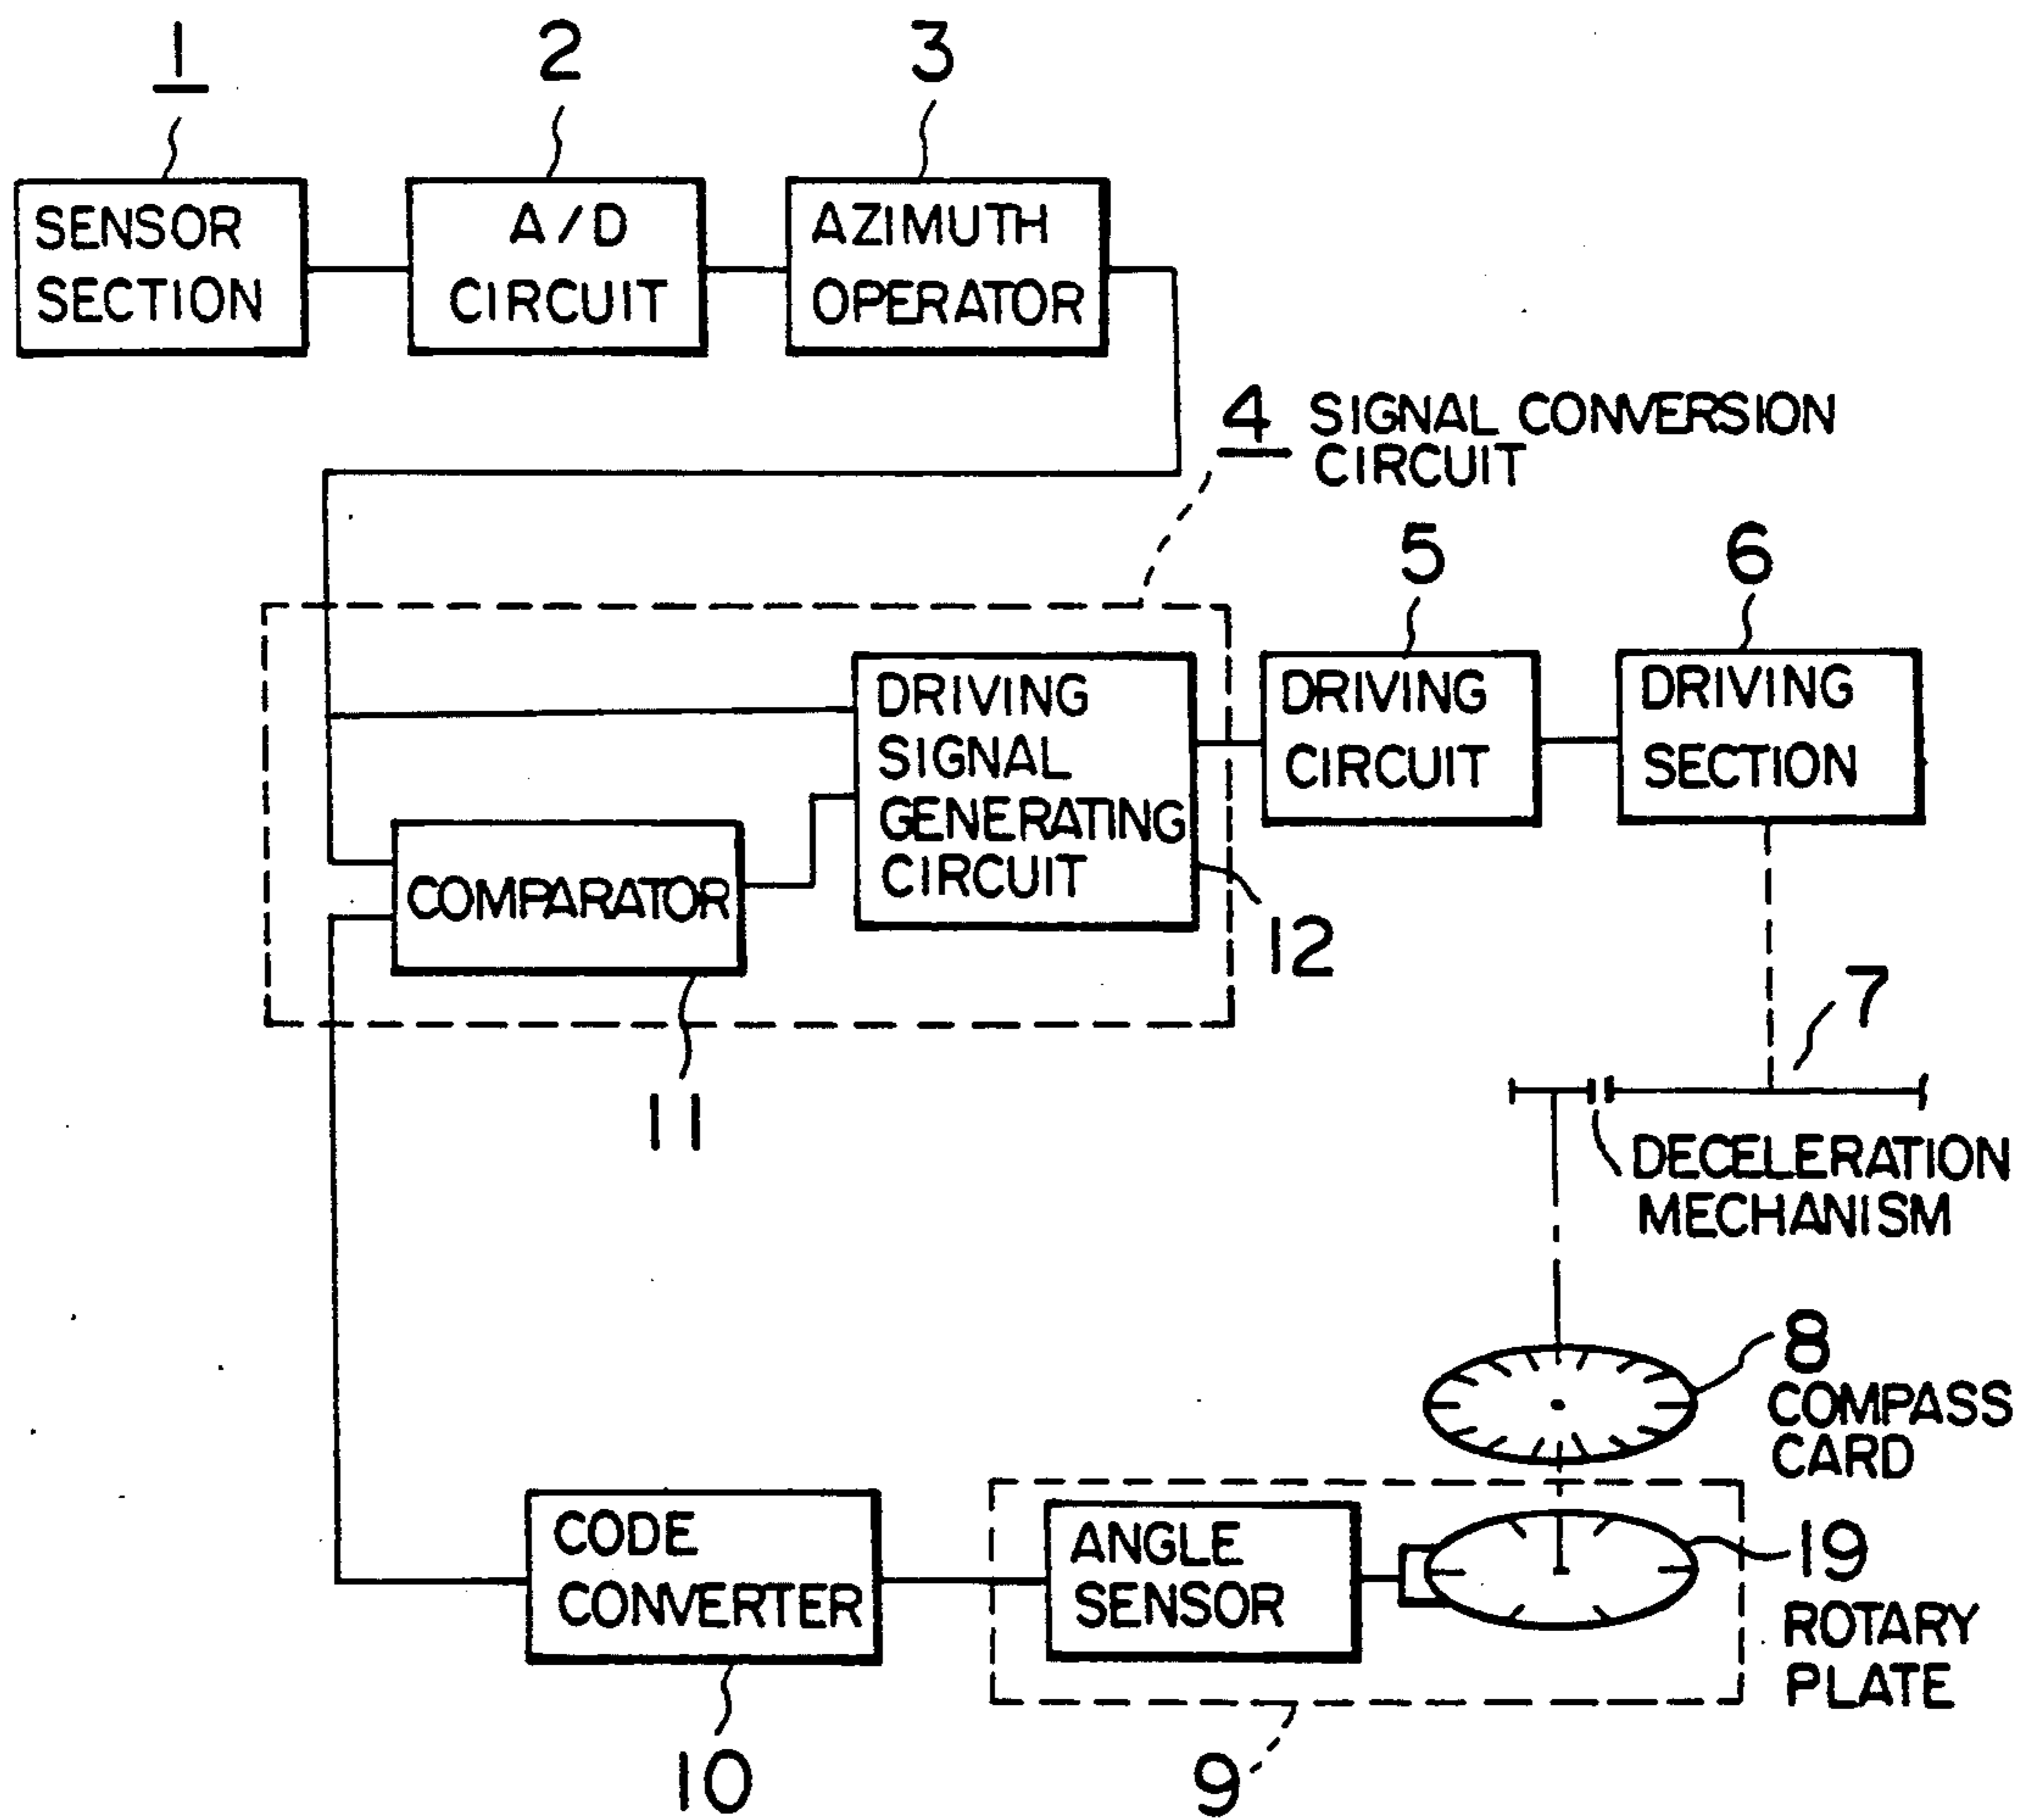 1
2
3
SENSOR
SECTION
A/D
CIRCUIT
AZIMUTH
OPERATOR
4 SIGNAL CONVERSION
CIRCUIT
5
6
DRIVING
SIGNAL
GENERATING
CIRCUIT
DRIVING
CIRCUIT
DRIVING
SECTION
COMPARATOR
12
11
7
DECELERATION
MECHANISM
8
COMPASS
CARD
CODE
CONVERTER
ANGLE
SENSOR
19
ROTARY
PLATE
10
9